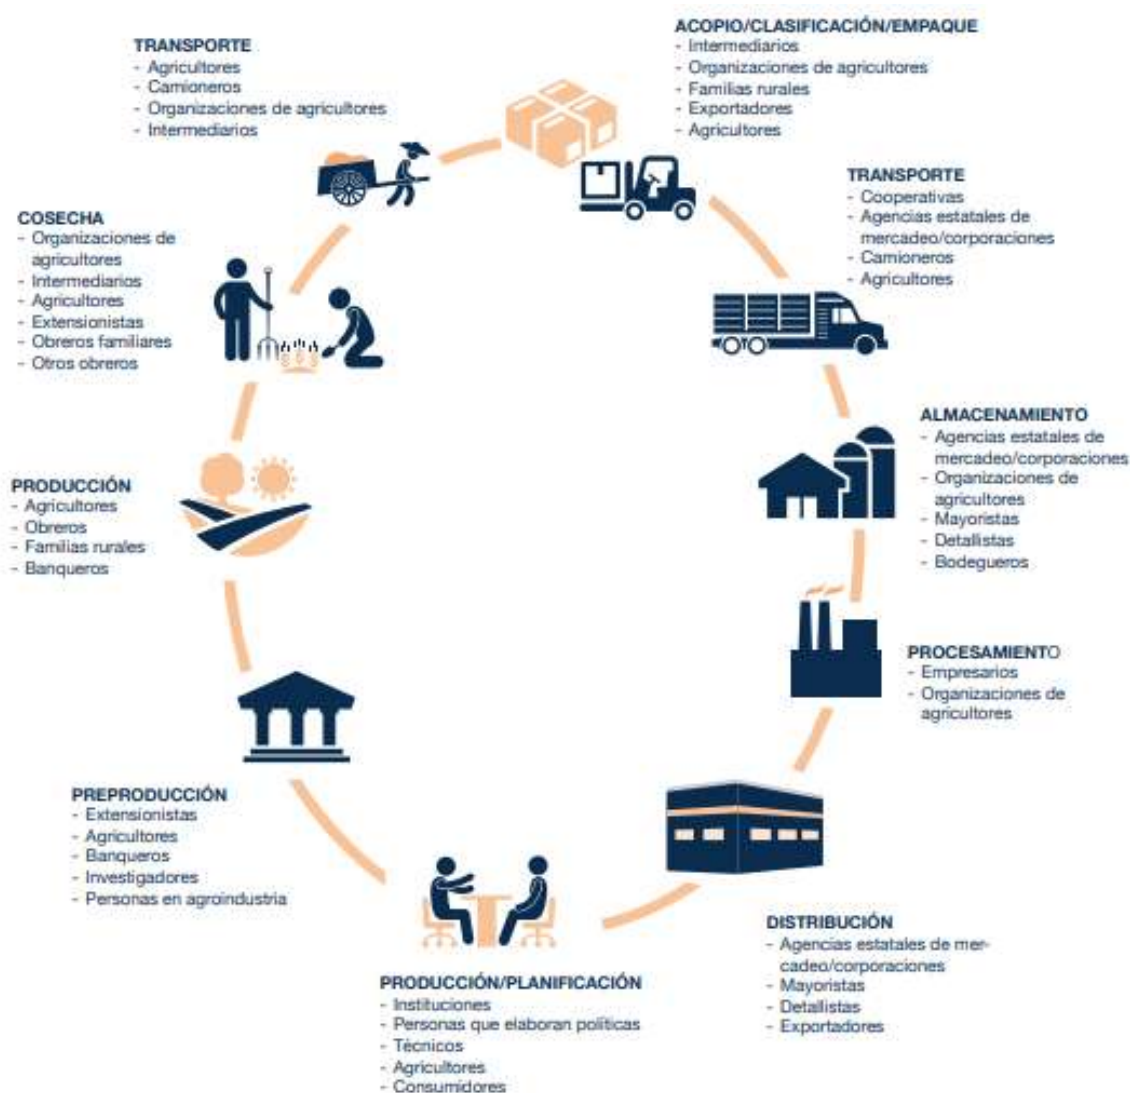 TRANSPORTE
- Agricultores
- Camioneros
- Organizaciones de agricultores
- Intermediarios
ACOPIO/CLASIFICACIÓN/EMPAQUE
- Intermediarios
- Organizaciones de agricultores
- Familias rurales
- Exportadores
- Agricultores
TRANSPORTE
- Cooperativas
- Agencias estatales de
mercadeo/corporaciones
- Camioneros
- Agricultores
COSECHA
- Organizaciones de
agricultores
- Intermediarios
- Agricultores
- Extensionistas
- Obreros familiares
- Otros obreros
ALMACENAMIENTO
- Agencias estatales de
mercadeo/corporaciones
- Organizaciones de
agricultores
- Mayoristas
- Detallistas
- Bodegueros
PRODUCCIÓN
- Agricultores
- Obreros
- Familias rurales
- Banqueros
PROCESAMIENTO
- Empresarios
- Organizaciones de
agricultores
PREPRODUCCIÓN
- Extensionistas
- Agricultores
- Banqueros
- Investigadores
- Personas en agroindustria
DISTRIBUCIÓN
- Agencias estatales de mer-
cadeo/corporaciones
- Mayoristas
- Detallistas
- Exportadores
PRODUCCIÓN/PLANIFICACIÓN
- Instituciones
- Personas que elaboran políticas
- Técnicos
- Agricultores
- Consumidores